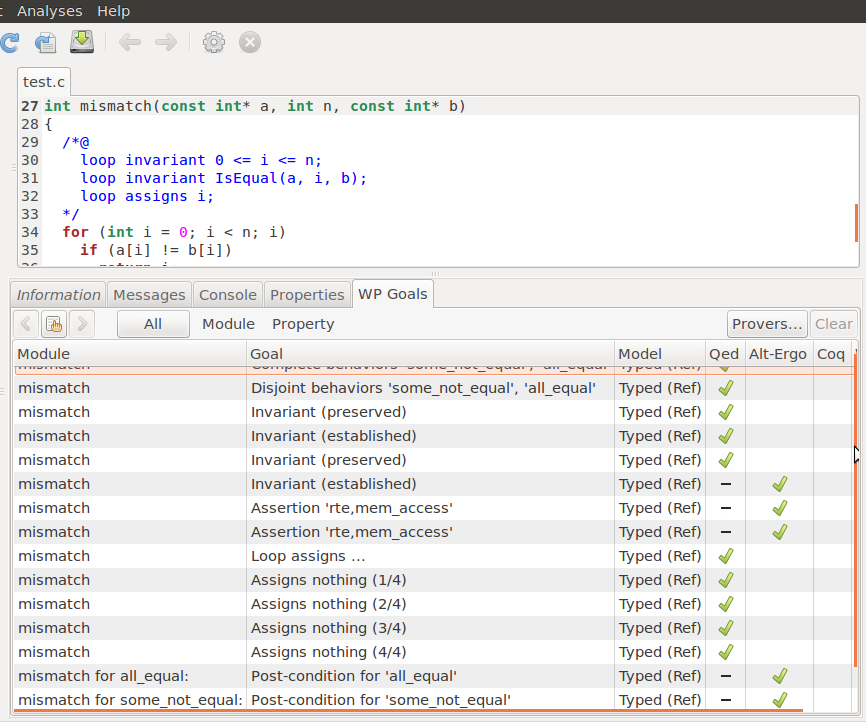 Analyses Help
test.c
27 int mismatch(const int* a, int n, const int* b)
28 {
29 /*@
30 loop invariant 0 <= i <= n;
31 loop invariant IsEqual(a, i, b);
32 loop assigns i;
33 */
34 for (int i = 0; i < n; i)
35 if (a[i] != b[i])
Information Messages Console Properties WP Goals
All Module Property Provers... Clear
Module Goal Model Qed Alt-Ergo Coq
mismatch Complete behaviors 'some_not_equal', 'all_equal' Typed (Ref)
mismatch Disjoint behaviors 'some_not_equal', 'all_equal' Typed (Ref)
mismatch Invariant (preserved) Typed (Ref)
mismatch Invariant (established) Typed (Ref)
mismatch Invariant (preserved) Typed (Ref)
mismatch Invariant (established) Typed (Ref) –
mismatch Assertion 'rte,mem_access' Typed (Ref) –
mismatch Assertion 'rte,mem_access' Typed (Ref) –
mismatch Loop assigns ... Typed (Ref)
mismatch Assigns nothing (1/4) Typed (Ref)
mismatch Assigns nothing (2/4) Typed (Ref)
mismatch Assigns nothing (3/4) Typed (Ref)
mismatch Assigns nothing (4/4) Typed (Ref)
mismatch for all_equal: Post-condition for 'all_equal' Typed (Ref) –
mismatch for some_not_equal: Post-condition for 'some_not_equal' Typed (Ref) –